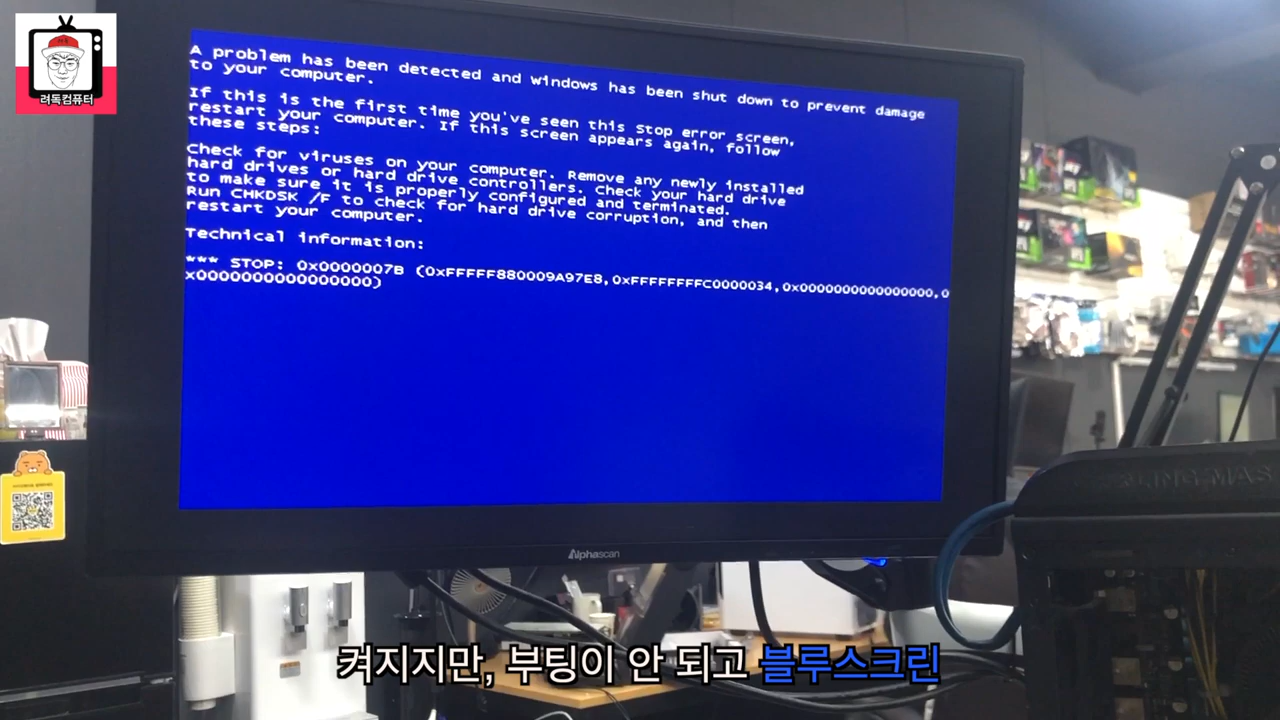 려독컴퓨터
A problem has been detected and windows has been shut down to prevent damage
to your computer.
If this is the first time you've seen this Stop error screen,
restart your computer. If this screen appears again, follow
these steps:
Check for viruses on your computer. Remove any newly installed
hard drives or hard drive controllers. Check your hard drive
to make sure it is properly configured and terminated.
Run CHKDSK /F to check for hard drive corruption, and then
restart your computer.
Technical information:
*** STOP: 0x0000007B (0xFFFFF880009A97E8,0xFFFFFFFFC0000034,0x0000000000000000,0
x0000000000000000)
Alphascan
켜지지만, 부팅이 안 되고 블루스크린